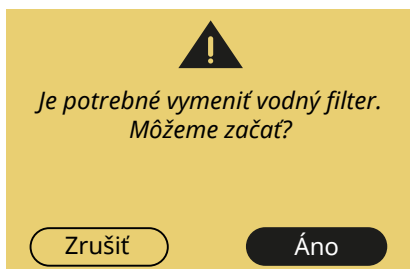 Je potrebné vymeniť vodný filter.
Môžeme začať?
Zrušiť
Áno